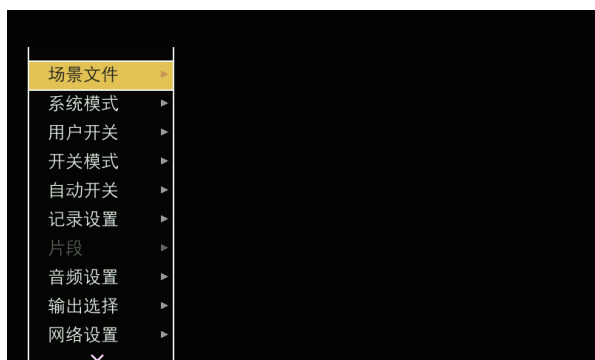 场景文件
系统模式
用户开关
开关模式
自动开关
记录设置
片段
音频设置
输出选择
网络设置